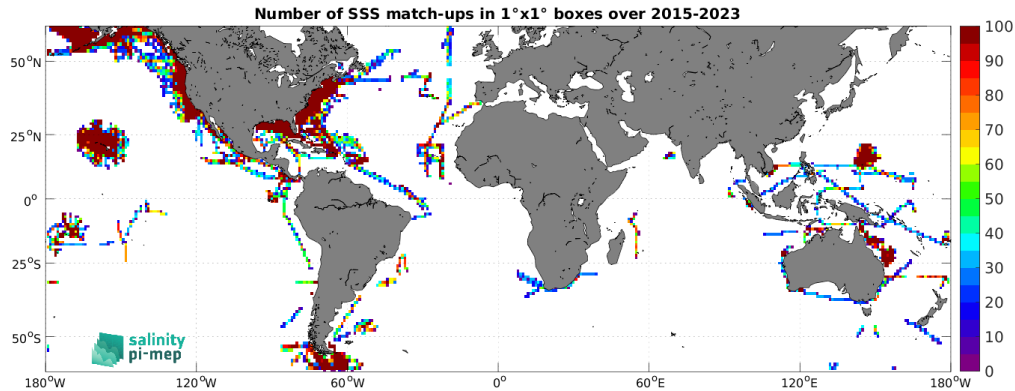 Number of SSS match-ups in 1°x1° boxes over 2015-2023
100
90
80
70
60
50
40
30
20
10
0
50°N
25°N
0°
25°S
50°S
salinity
pi-mep
180°W 120°W 60°W 0° 60°E 120°E 180°W